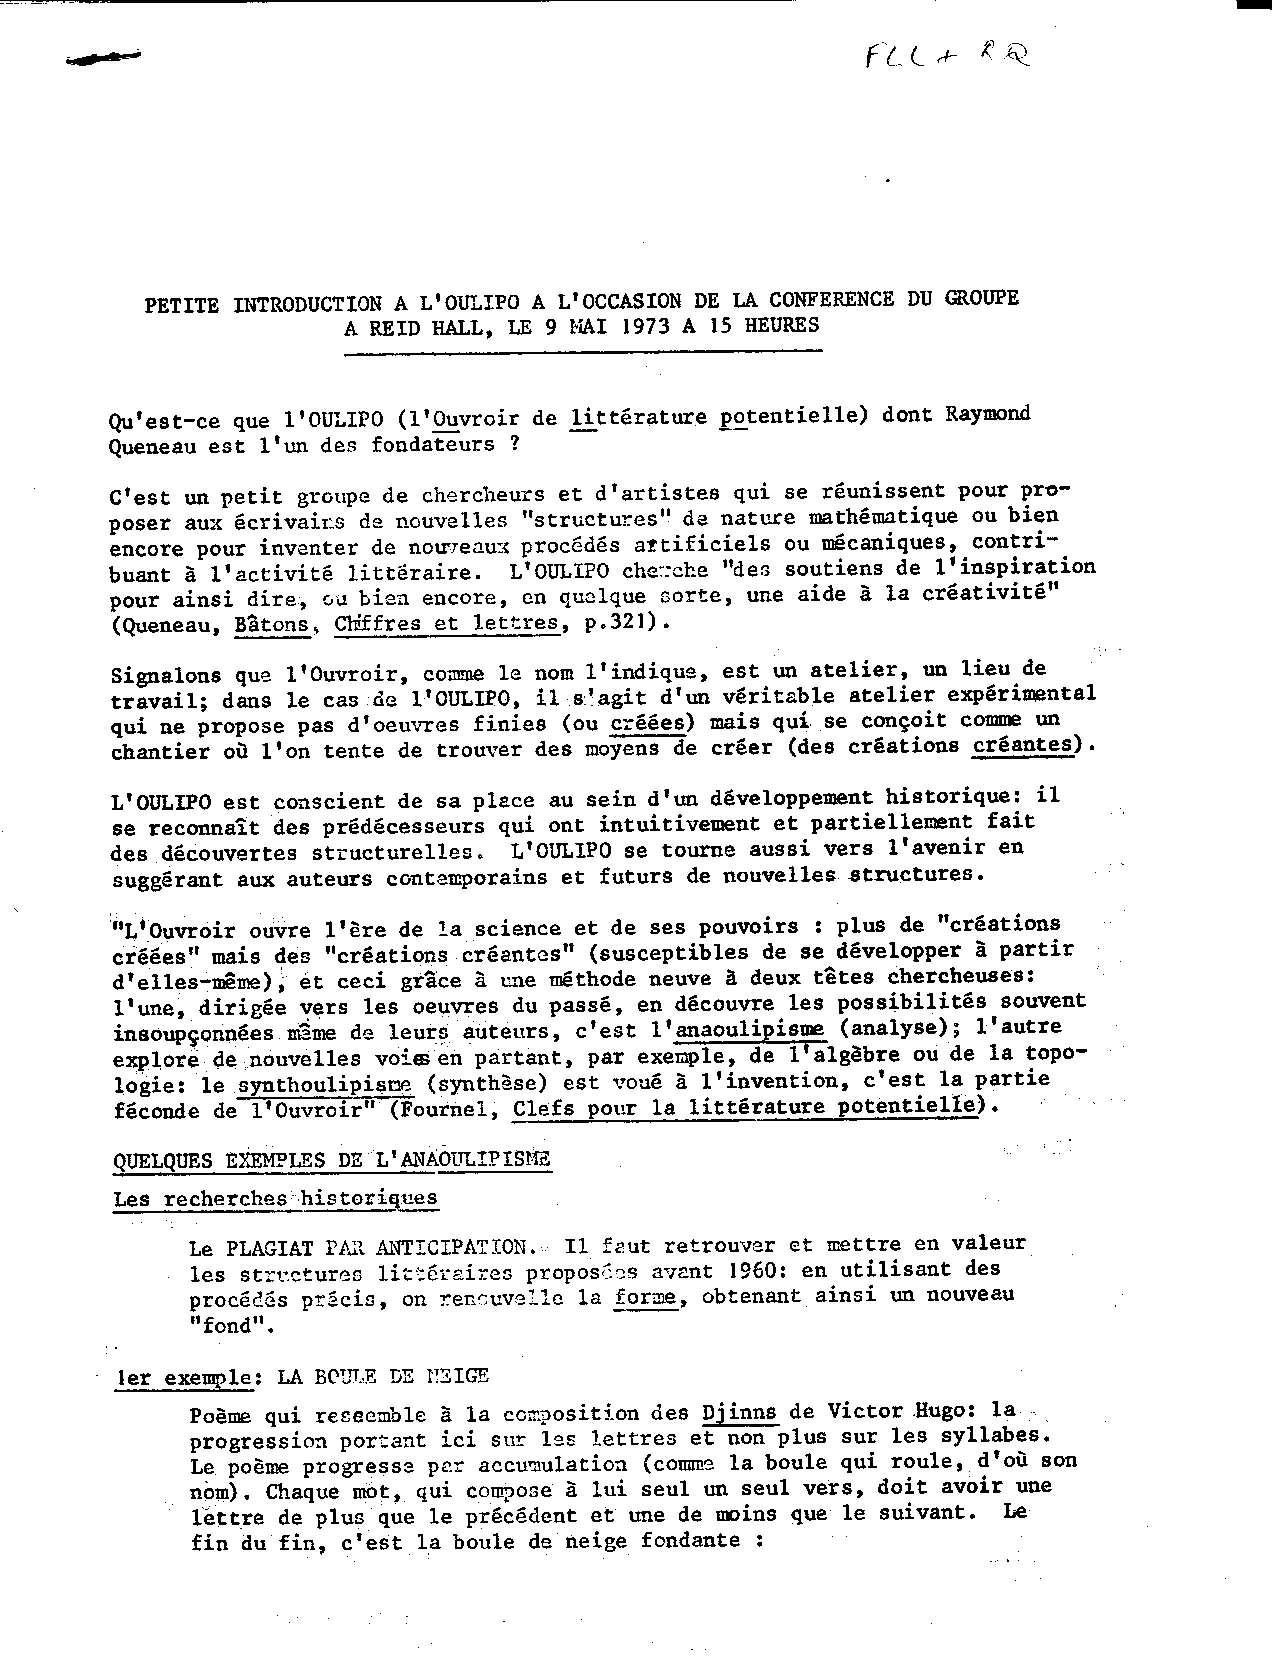 FLL + RQ
PETITE INTRODUCTION A L'OULIPO A L'OCCASION DE LA CONFERENCE DU GROUPE
A REID HALL, LE 9 MAI 1973 A 15 HEURES
Qu'est-ce que l'OULIPO (l'Ouvroir de littérature potentielle) dont Raymond
Queneau est l'un des fondateurs ?
C'est un petit groupe de chercheurs et d'artistes qui se réunissent pour pro-
poser aux écrivains de nouvelles "structures" de nature mathématique ou bien
encore pour inventer de nouveaux procédés artificiels ou mécaniques, contri-
buant à l'activité littéraire. L'OULIPO cherche "des soutiens de l'inspiration
pour ainsi dire, ou bien encore, en quelque sorte, une aide à la créativité"
(Queneau, Bâtons, Chiffres et lettres, p.321).
Signalons que l'Ouvroir, comme le nom l'indique, est un atelier, un lieu de
travail; dans le cas de l'OULIPO, il s'agit d'un véritable atelier expérimental
qui ne propose pas d'oeuvres finies (ou créées) mais qui se conçoit comme un
chantier où l'on tente de trouver des moyens de créer (des créations créantes).
L'OULIPO est conscient de sa place au sein d'un développement historique: il
se reconnaît des prédécesseurs qui ont intuitivement et partiellement fait
des découvertes structurelles. L'OULIPO se tourne aussi vers l'avenir en
suggérant aux auteurs contemporains et futurs de nouvelles structures.
"L'Ouvroir ouvre l'ère de la science et de ses pouvoirs : plus de "créations
créées" mais des "créations créantes" (susceptibles de se développer à partir
d'elles-même), et ceci grâce à une méthode neuve à deux têtes chercheuses:
l'une, dirigée vers les oeuvres du passé, en découvre les possibilités souvent
insoupçonnées même de leurs auteurs, c'est l'anaoulipisme (analyse); l'autre
explore de nouvelles voies en partant, par exemple, de l'algèbre ou de la topo-
logie: le synthoulipisme (synthèse) est voué à l'invention, c'est la partie
féconde de l'Ouvroir" (Fournel, Clefs pour la littérature potentielle).
QUELQUES EXEMPLES DE L'ANAOULIPISME
Les recherches historiques
Le PLAGIAT PAR ANTICIPATION. Il faut retrouver et mettre en valeur
les structures littéraires proposées avant 1960: en utilisant des
procédés précis, on renouvelle la forme, obtenant ainsi un nouveau
"fond".
1er exemple: LA BOULE DE NEIGE
Poème qui ressemble à la composition des Djinns de Victor Hugo: la
progression portant ici sur les lettres et non plus sur les syllabes.
Le poème progresse par accumulation (comme la boule qui roule, d'où son
nom). Chaque mot, qui compose à lui seul un seul vers, doit avoir une
lettre de plus que le précédent et une de moins que le suivant. Le
fin du fin, c'est la boule de neige fondante :